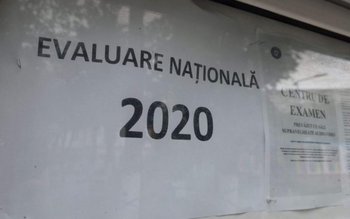 EVALUARE NAȚIONALĂ
2020
CENTRU DE
EXAMEN